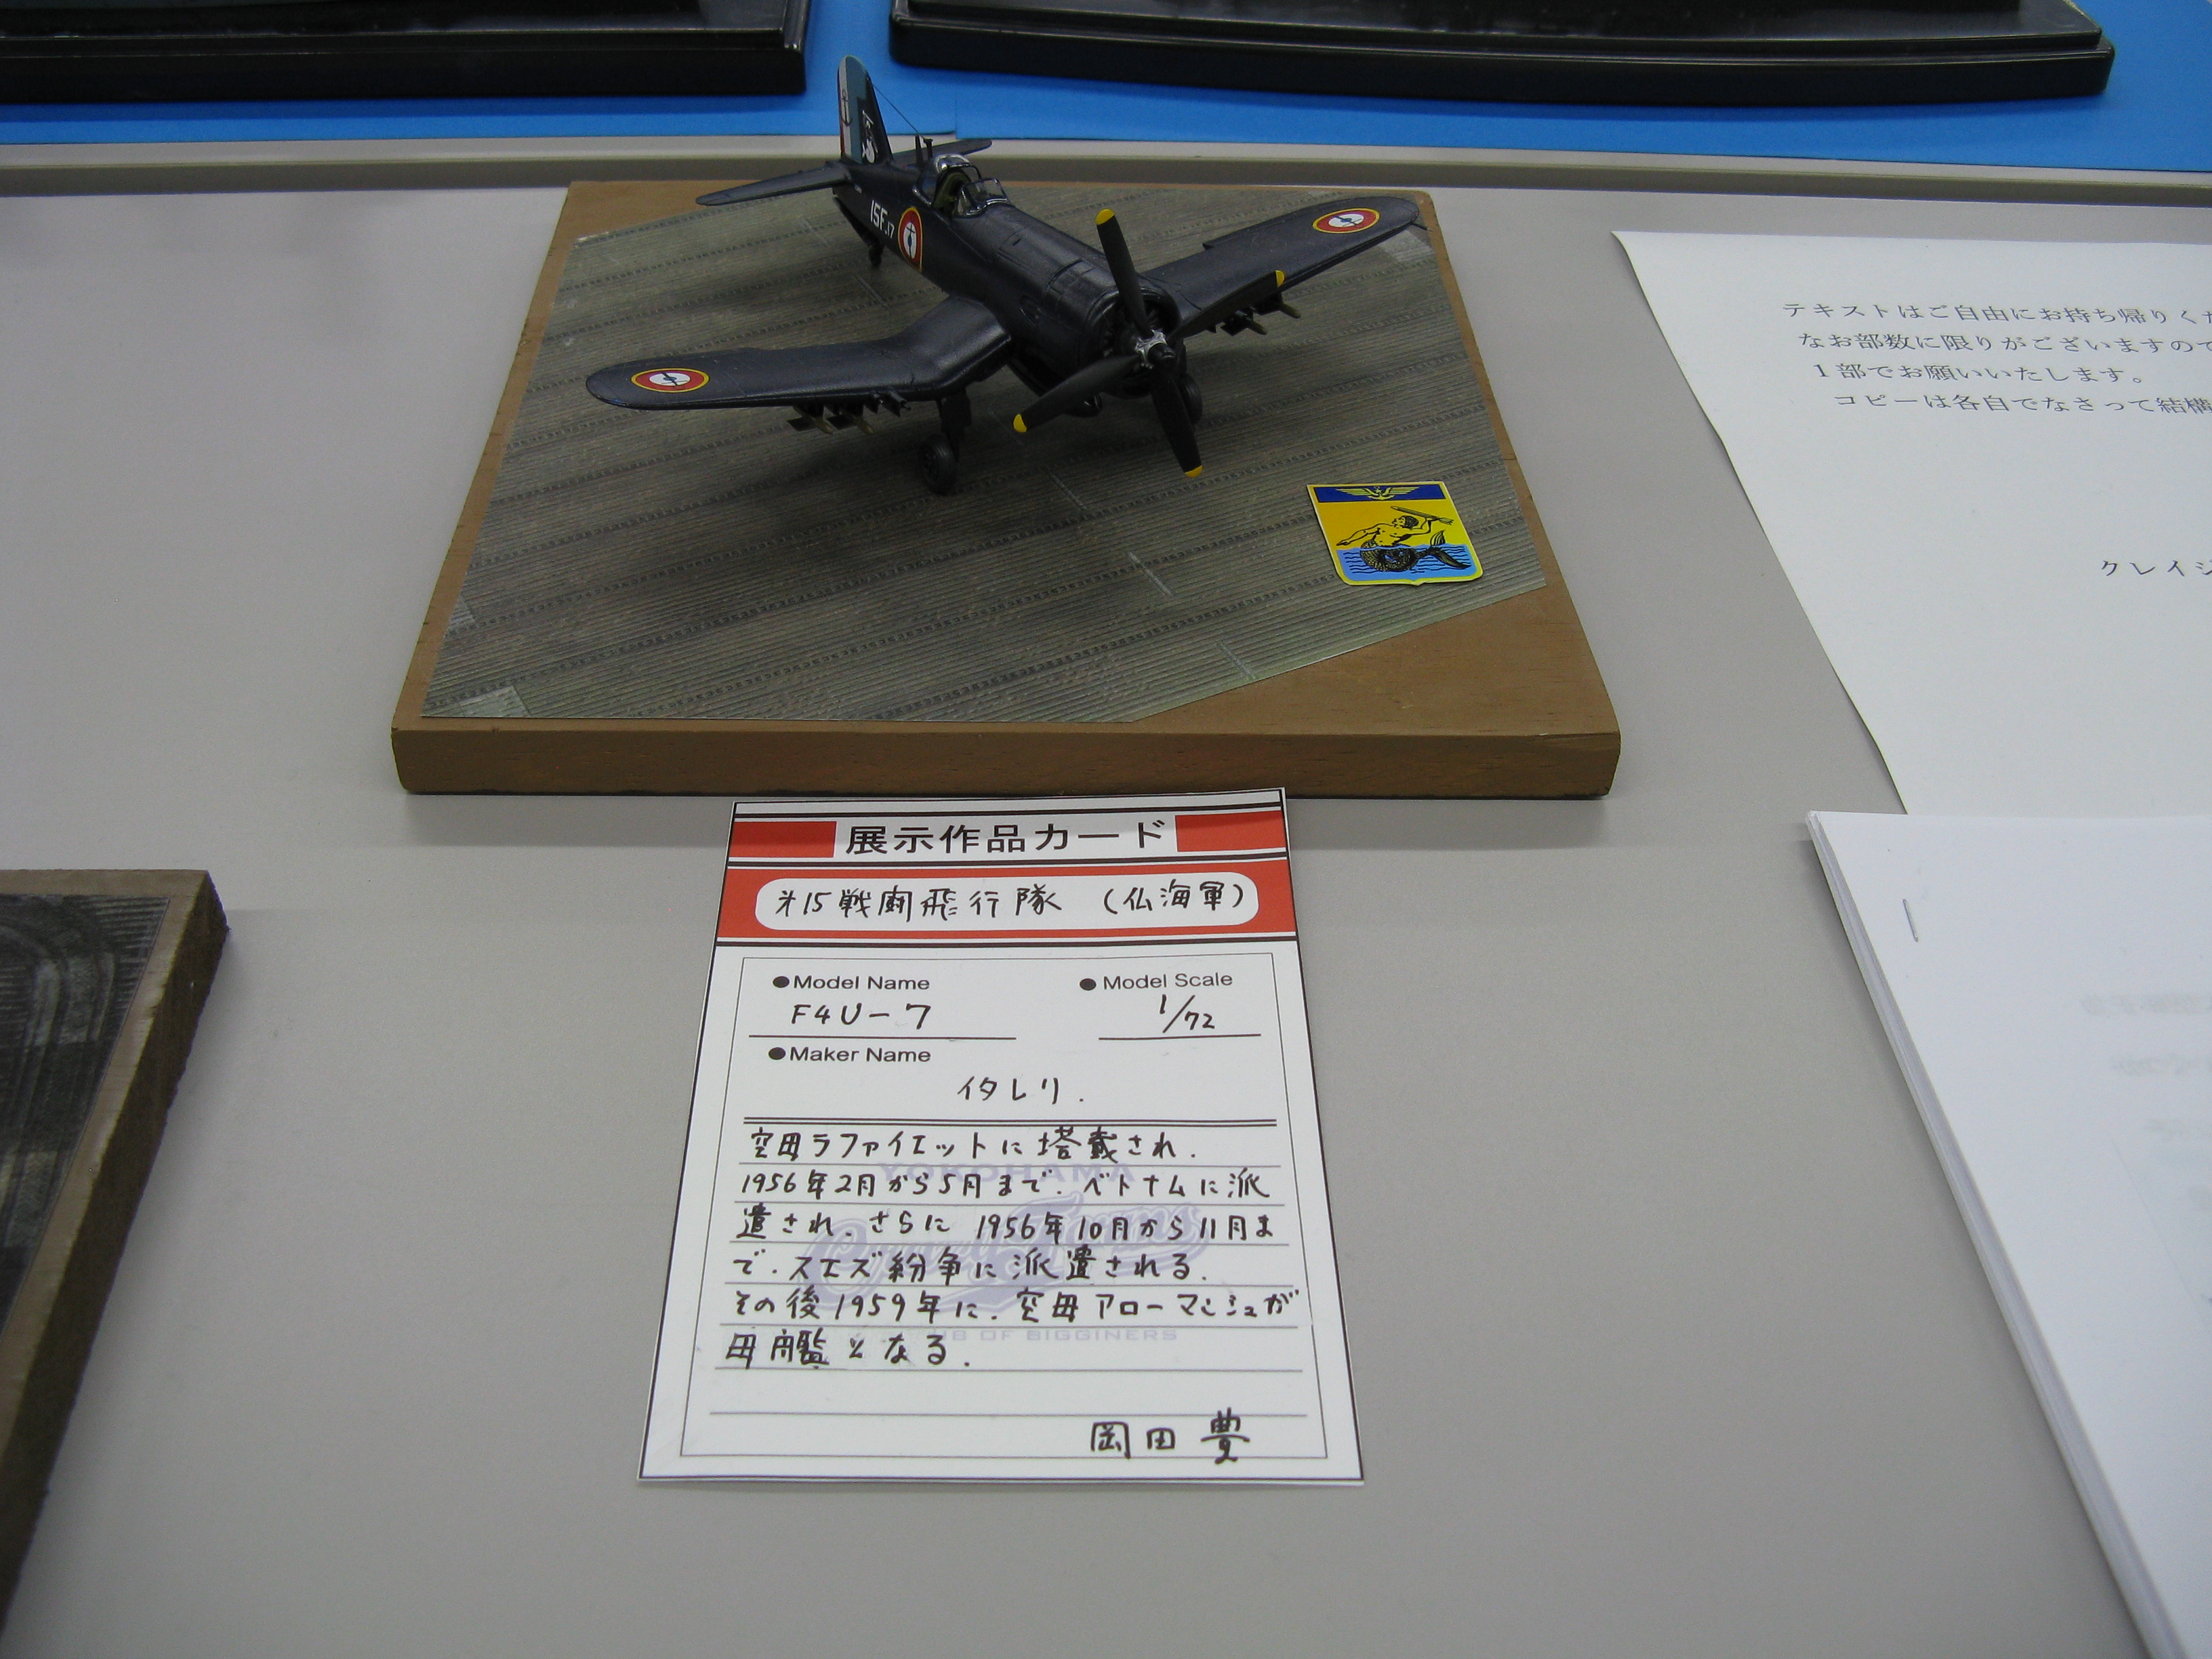 15F.17
テキストはご自由にお持ち帰りくだ
なお部数に限りがございますので
1部でお願いいたします。
コピーは各自でなさって結構
クレイジ
展示作品カード
才15戦闘飛行隊 (仏海軍)
●Model Name
●Model Scale
F4U-7
1/72
●Maker Name
イタレリ.
空母ラファイエットに塔載され.
1956年2月から5月まで.ベトナムに派
遣され、さらに 1956年10月から11月ま
で.スエズ紛争に派遣される.
その後1959年に.空母アローマンシュが
母艦となる.
岡田 豊
YOKOHAMA
CLUB OF BIGGINERS